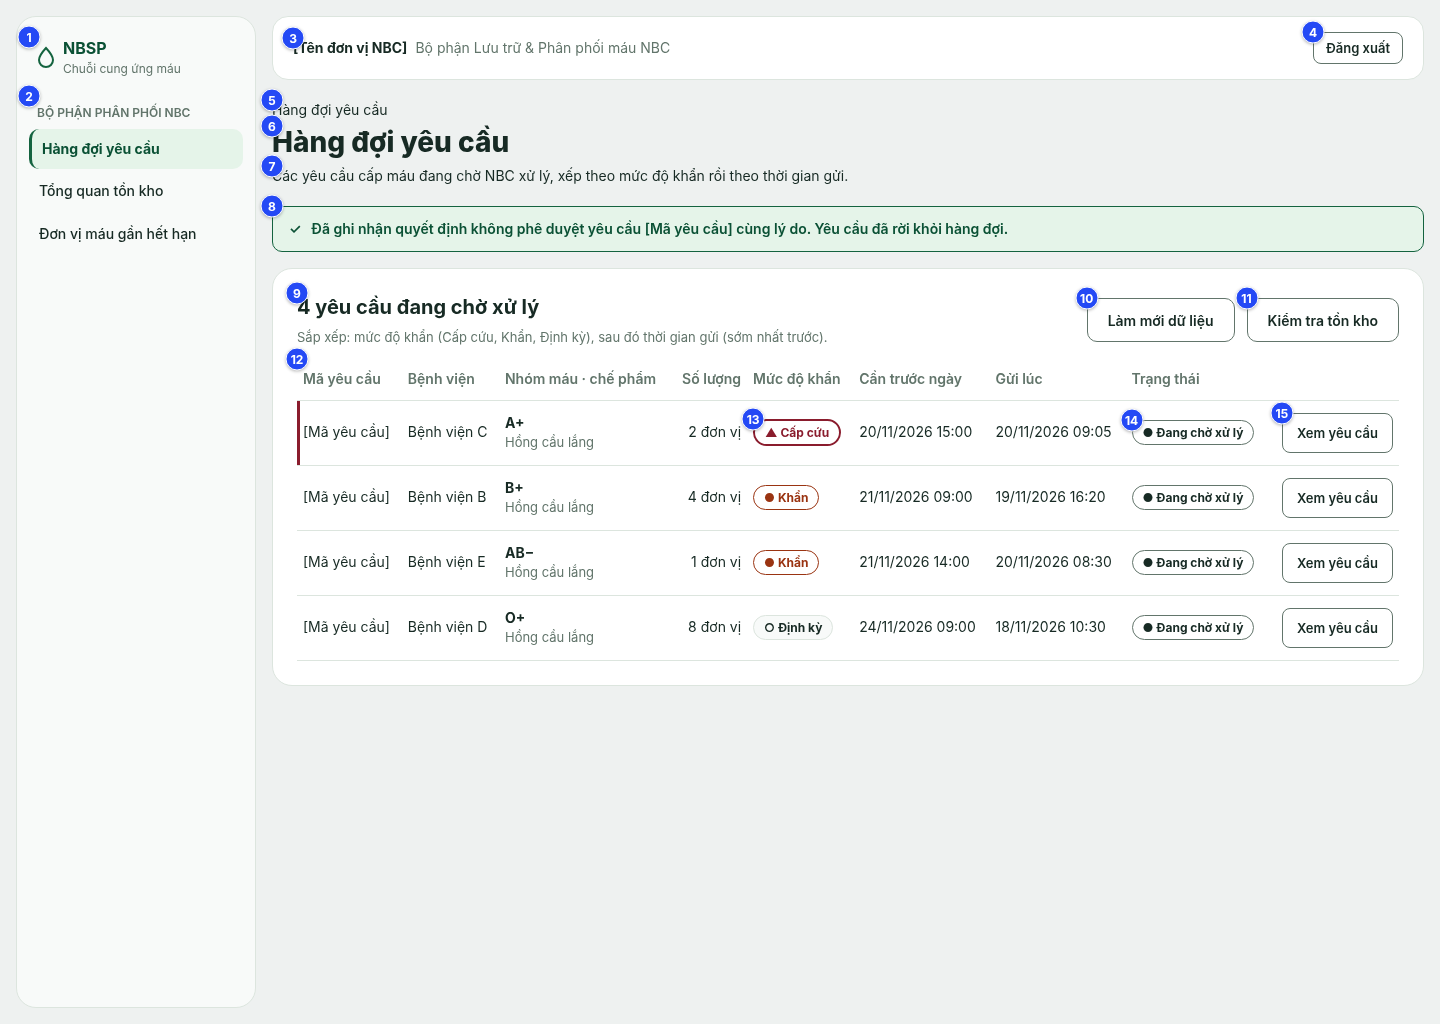 1
NBSP
Chuỗi cung ứng máu
2
BỘ PHẬN PHÂN PHỐI NBC
Hàng đợi yêu cầu
Tổng quan tồn kho
Đơn vị máu gần hết hạn
3
[Tên đơn vị NBC] Bộ phận Lưu trữ & Phân phối máu NBC
4
Đăng xuất
5
Hàng đợi yêu cầu
6
Hàng đợi yêu cầu
7
Các yêu cầu cấp máu đang chờ NBC xử lý, xếp theo mức độ khẩn rồi theo thời gian gửi.
8
✓ Đã ghi nhận quyết định không phê duyệt yêu cầu [Mã yêu cầu] cùng lý do. Yêu cầu đã rời khỏi hàng đợi.
9
4 yêu cầu đang chờ xử lý
Sắp xếp: mức độ khẩn (Cấp cứu, Khẩn, Định kỳ), sau đó thời gian gửi (sớm nhất trước).
10
Làm mới dữ liệu
11
Kiểm tra tồn kho
12
Mã yêu cầu Bệnh viện Nhóm máu · chế phẩm Số lượng Mức độ khẩn Cần trước ngày Gửi lúc Trạng thái
13
14
15
[Mã yêu cầu] Bệnh viện C A+ Hồng cầu lắng 2 đơn vị ▲ Cấp cứu 20/11/2026 15:00 20/11/2026 09:05 ● Đang chờ xử lý Xem yêu cầu
[Mã yêu cầu] Bệnh viện B B+ Hồng cầu lắng 4 đơn vị ● Khẩn 21/11/2026 09:00 19/11/2026 16:20 ● Đang chờ xử lý Xem yêu cầu
[Mã yêu cầu] Bệnh viện E AB− Hồng cầu lắng 1 đơn vị ● Khẩn 21/11/2026 14:00 20/11/2026 08:30 ● Đang chờ xử lý Xem yêu cầu
[Mã yêu cầu] Bệnh viện D O+ Hồng cầu lắng 8 đơn vị ○ Định kỳ 24/11/2026 09:00 18/11/2026 10:30 ● Đang chờ xử lý Xem yêu cầu